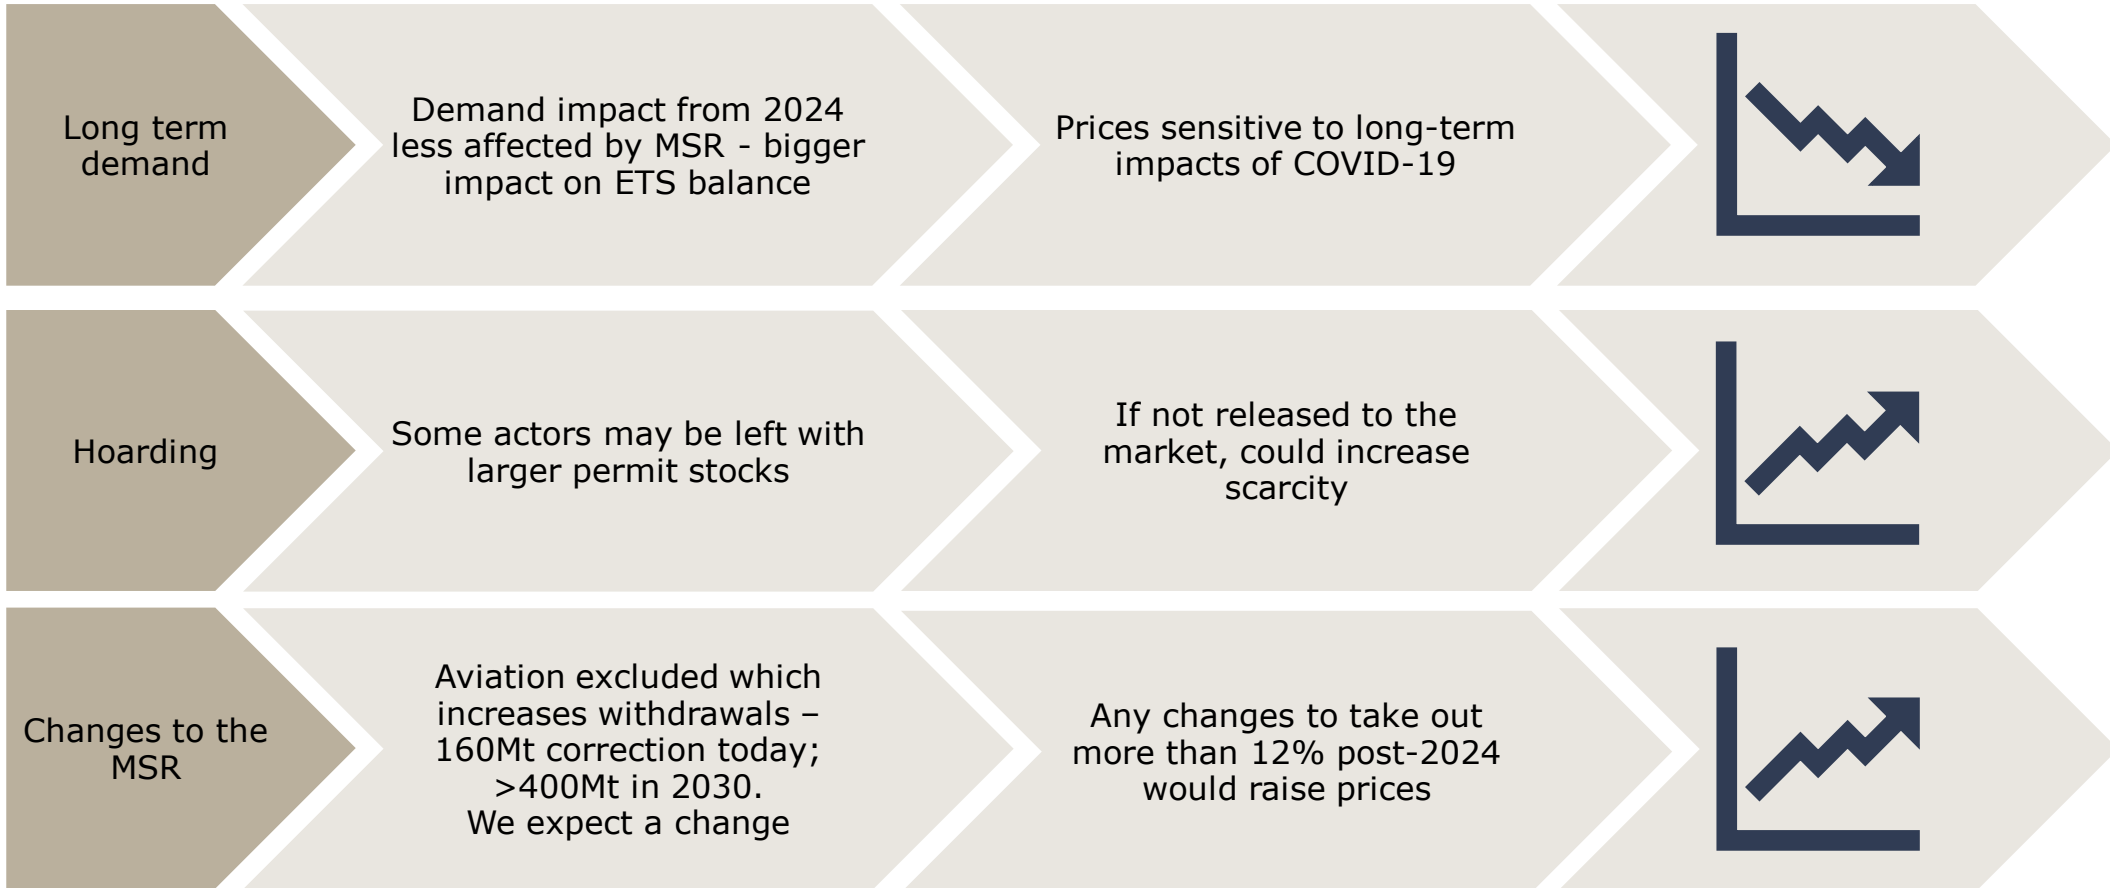 Long term
demand
Demand impact from 2024
less affected by MSR - bigger
impact on ETS balance
Prices sensitive to long-term
impacts of COVID-19
Hoarding
Some actors may be left with
larger permit stocks
If not released to the
market, could increase
scarcity
Changes to the
MSR
Aviation excluded which
increases withdrawals –
160Mt correction today;
>400Mt in 2030.
We expect a change
Any changes to take out
more than 12% post-2024
would raise prices